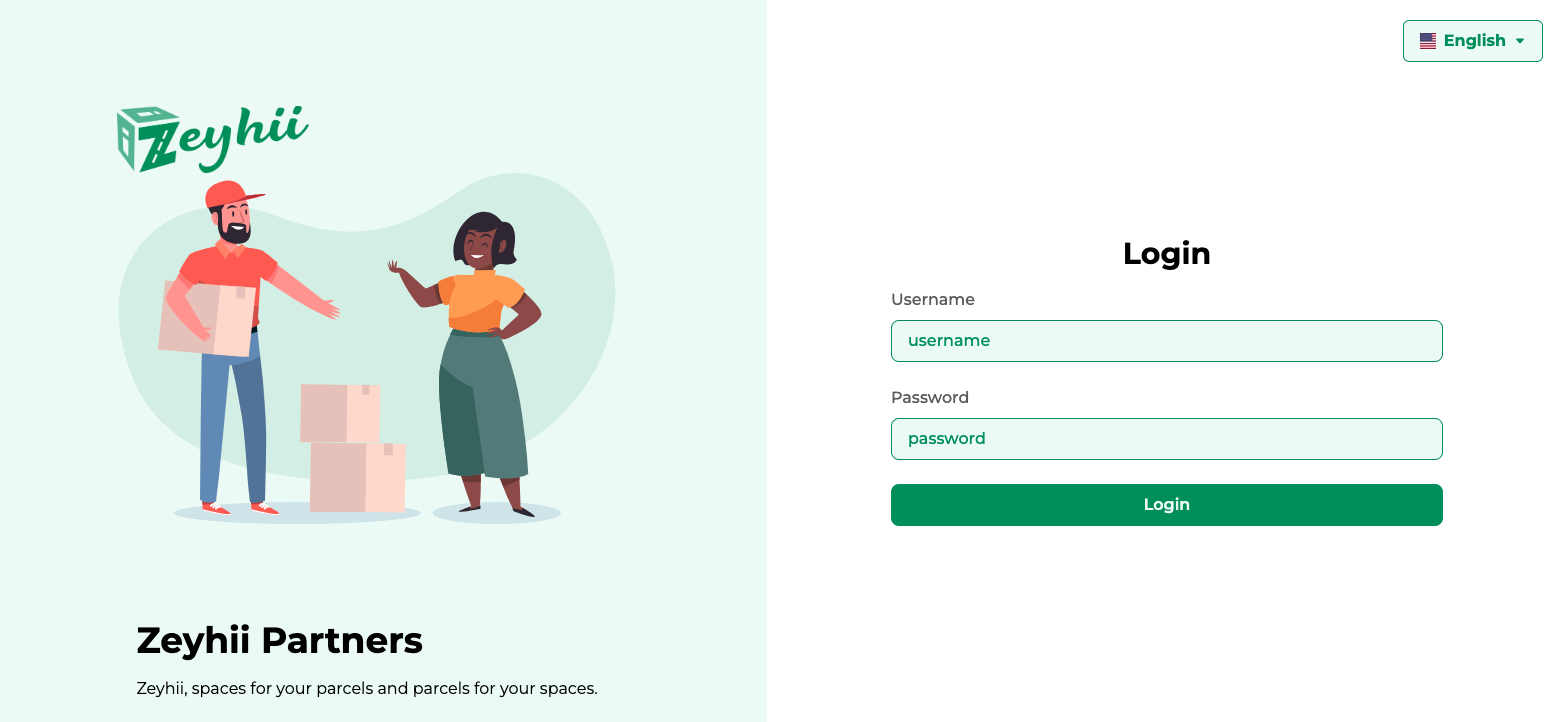 Zeyhii
Zeyhii Partners
Zeyhii, spaces for your parcels and parcels for your spaces.
English
Login
Username
username
Password
password
Login